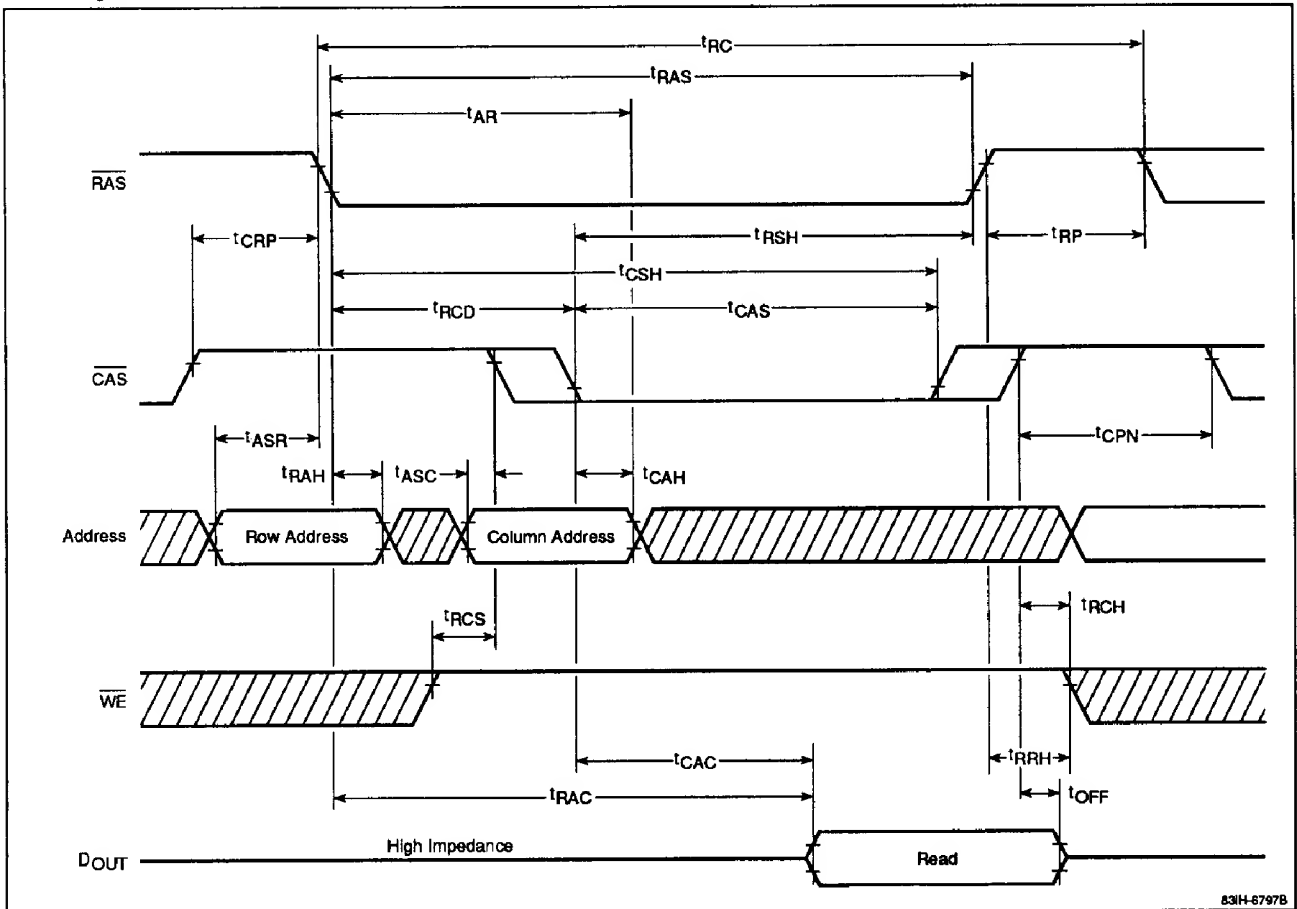 tRC
tRAS
tAR
RAS
tCRP
tRSH
tRP
tCSH
tRCD
tCAS
CAS
tASR
tCPN
tRAH
tASC
tCAH
Address
Row Address
Column Address
tRCS
tRCH
WE
tCAC
tRRH
tRAC
tOFF
High Impedance
DOUT
Read
83IH-6797B